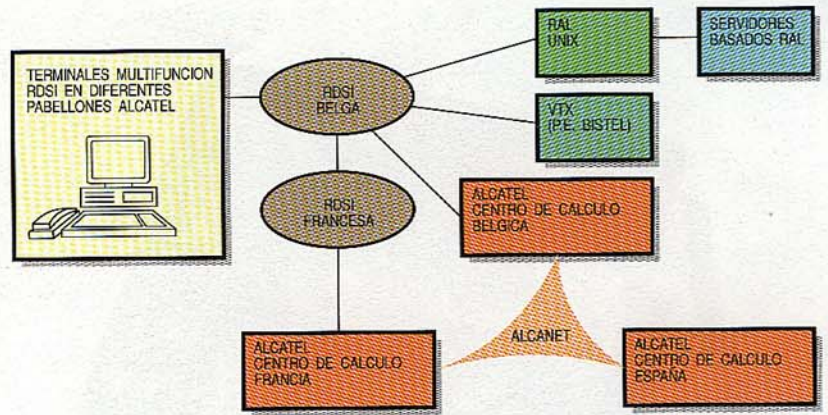 TERMINALES MULTIFUNCION
RDSI EN DIFERENTES
PABELLONES ALCATEL
RDSI
BELGA
RAL
UNIX
SERVIDORES
BASADOS RAL
VTX
(P.E. BISTEL)
RDSI
FRANCESA
ALCATEL
CENTRO DE CALCULO
BELGICA
ALCANET
ALCATEL
CENTRO DE CALCULO
FRANCIA
ALCATEL
CENTRO DE CALCULO
ESPAÑA